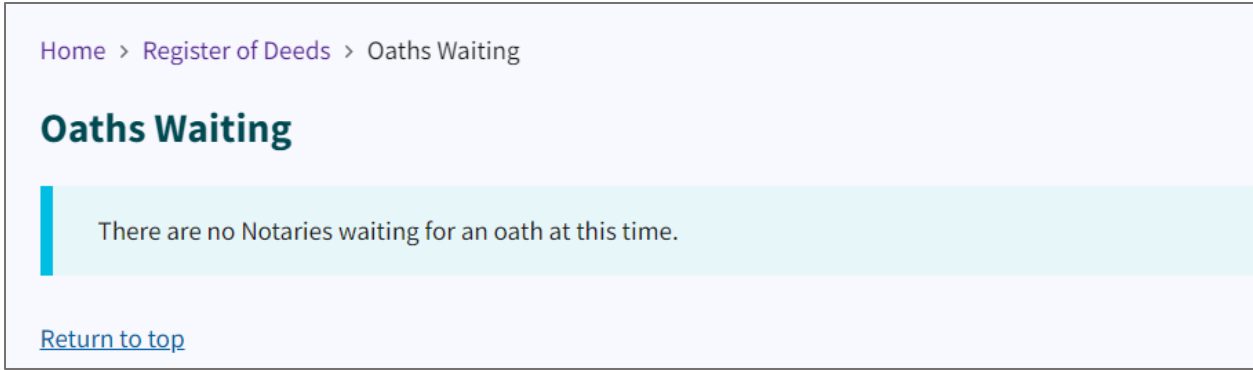 Home > Register of Deeds > Oaths Waiting
Oaths Waiting
There are no Notaries waiting for an oath at this time.
Return to top